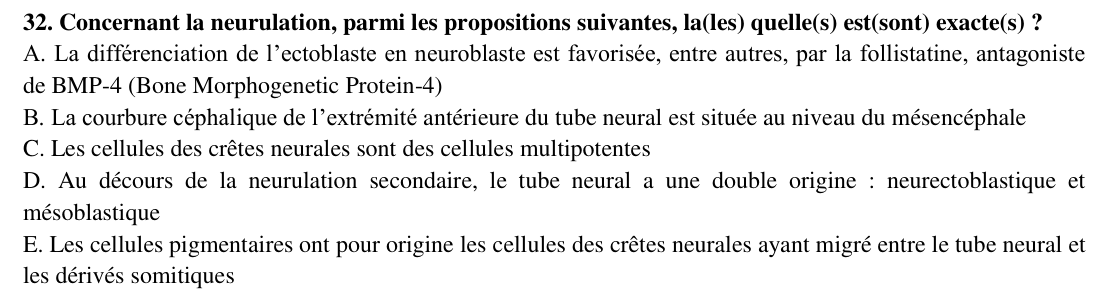 32. Concernant la neurulation, parmi les propositions suivantes, la(les) quelle(s) est(sont) exacte(s) ?
A. La différenciation de l’ectoblaste en neuroblaste est favorisée, entre autres, par la follistatine, antagoniste
de BMP-4 (Bone Morphogenetic Protein-4)
B. La courbure céphalique de l’extrémité antérieure du tube neural est située au niveau du mésencéphale
C. Les cellules des crêtes neurales sont des cellules multipotentes
D. Au décours de la neurulation secondaire, le tube neural a une double origine : neurectoblastique et
mésoblastique
E. Les cellules pigmentaires ont pour origine les cellules des crêtes neurales ayant migré entre le tube neural et
les dérivés somitiques